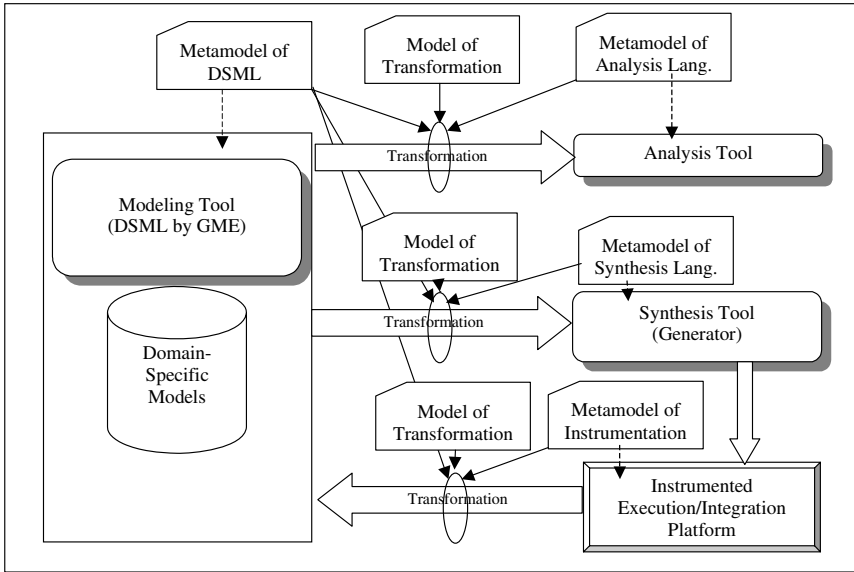 Metamodel of
DSML
Model of
Transformation
Metamodel of
Analysis Lang.
Transformation
Analysis Tool
Modeling Tool
(DSML by GME)
Model of
Transformation
Metamodel of
Synthesis Lang.
Transformation
Synthesis Tool
(Generator)
Domain-
Specific
Models
Model of
Transformation
Metamodel of
Instrumentation
Transformation
Instrumented
Execution/Integration
Platform